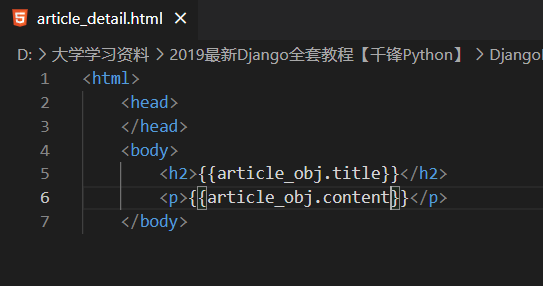 article_detail.html
D: > 大学学习资料 > 2019最新Django全套教程【千锋Python】 > Django
1 <html>
2 <head>
3 </head>
4 <body>
5 <h2>{{article_obj.title}}</h2>
6 <p>{{article_obj.content}}</p>
7 </body>